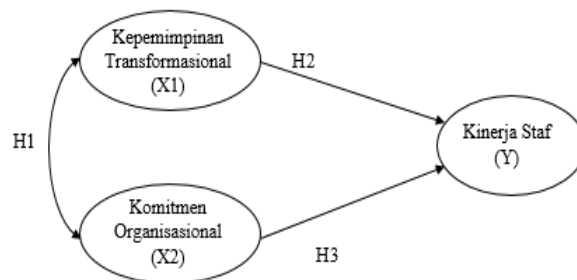 Kepemimpinan
Transformasional
(X1)
H2
Kinerja Staf
(Y)
H1
Komitmen
Organisasional
(X2)
H3